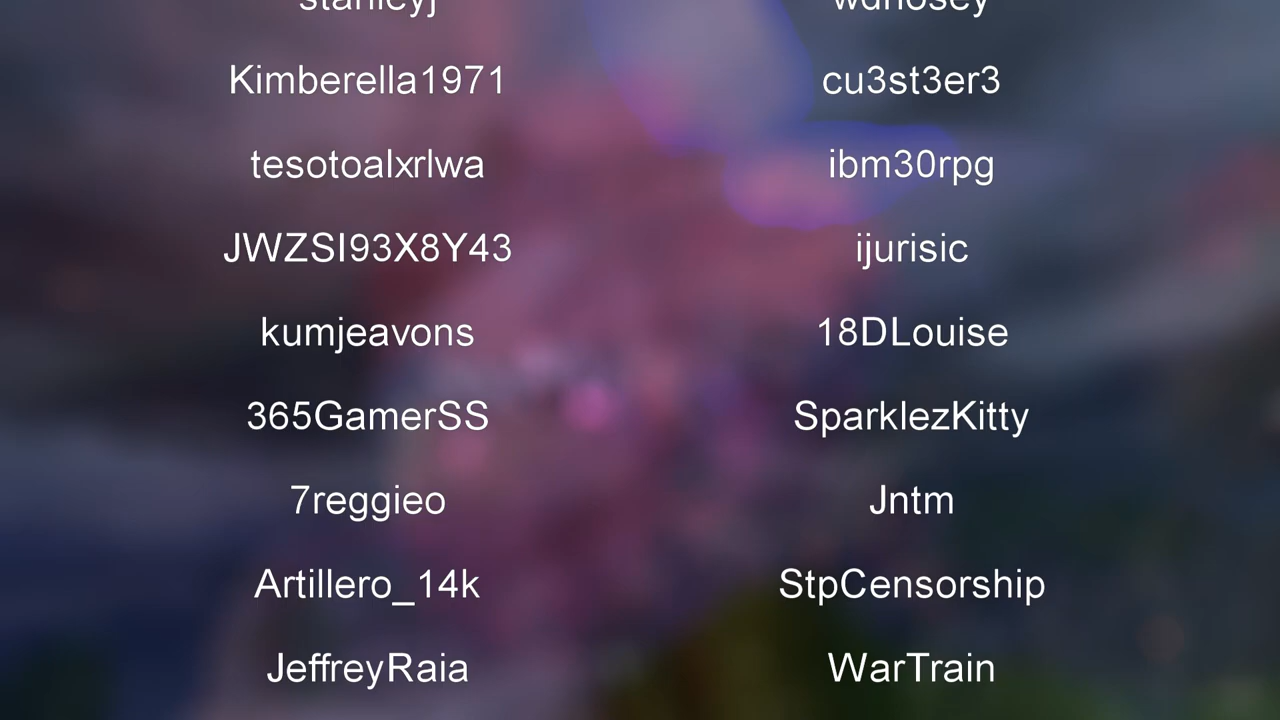 Kimberella1971 cu3st3er3
tesotoalxrlwa ibm30rpg
JWZSI93X8Y43 ijurisic
kumjeavons 18DLouise
365GamerSS SparklezKitty
7reggieo Jntm
Artillero_14k StpCensorship
JeffreyRaia WarTrain